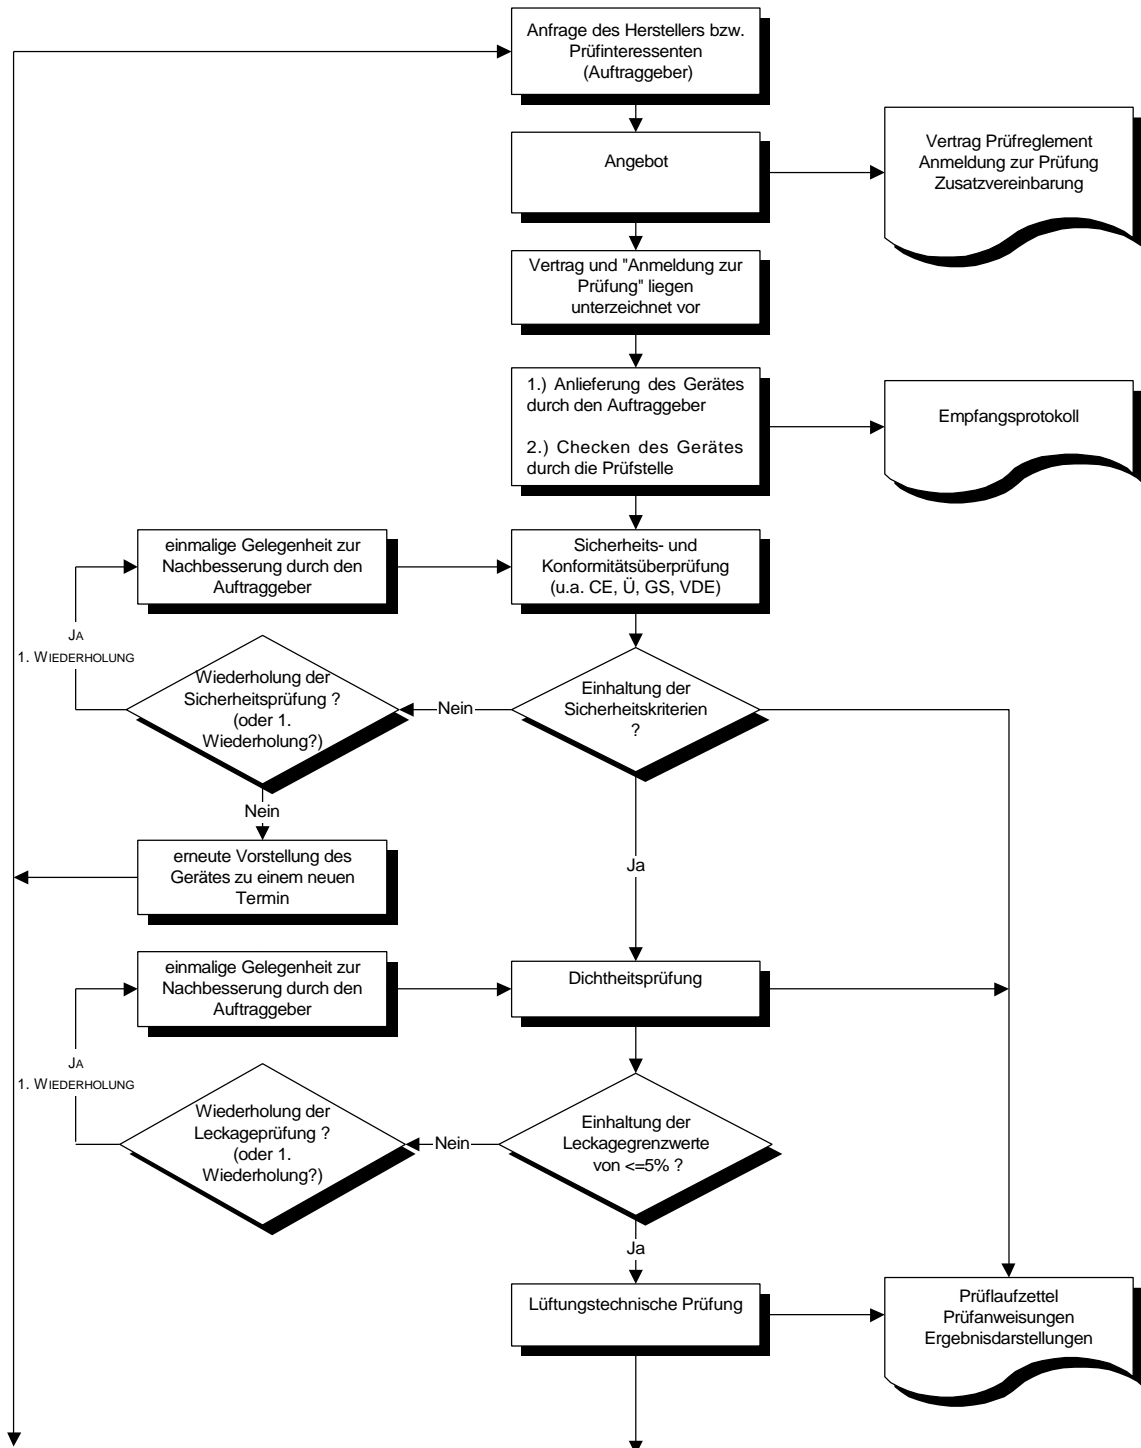 Anfrage des Herstellers bzw.
Prüfinteressenten
(Auftraggeber)
Angebot
Vertrag Prüfreglement
Anmeldung zur Prüfung
Zusatzvereinbarung
Vertrag und "Anmeldung zur
Prüfung" liegen
unterzeichnet vor
1.) Anlieferung des Gerätes
durch den Auftraggeber
2.) Checken des Gerätes
durch die Prüfstelle
Empfangsprotokoll
einmalige Gelegenheit zur
Nachbesserung durch den
Auftraggeber
Sicherheits- und
Konformitätsüberprüfung
(u.a. CE, Ü, GS, VDE)
JA
1. WIEDERHOLUNG
Wiederholung der
Sicherheitsprüfung ?
(oder 1.
Wiederholung?)
Nein
Einhaltung der
Sicherheitskriterien
?
Nein
Ja
erneute Vorstellung des
Gerätes zu einem neuen
Termin
einmalige Gelegenheit zur
Nachbesserung durch den
Auftraggeber
Dichtheitsprüfung
JA
1. WIEDERHOLUNG
Wiederholung der
Leckageprüfung ?
(oder 1.
Wiederholung?)
Nein
Einhaltung der
Leckagegrenzwerte
von <=5% ?
Ja
Lüftungstechnische Prüfung
Prüflaufzettel
Prüfanweisungen
Ergebnisdarstellungen